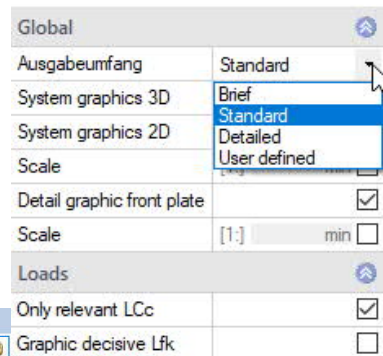 Global
Ausgabeumfang Standard
System graphics 3D Brief
Standard
System graphics 2D Detailed
User defined
Scale
Detail graphic front plate
Scale [1:] min
Loads
Only relevant LCc
Graphic decisive Lfk